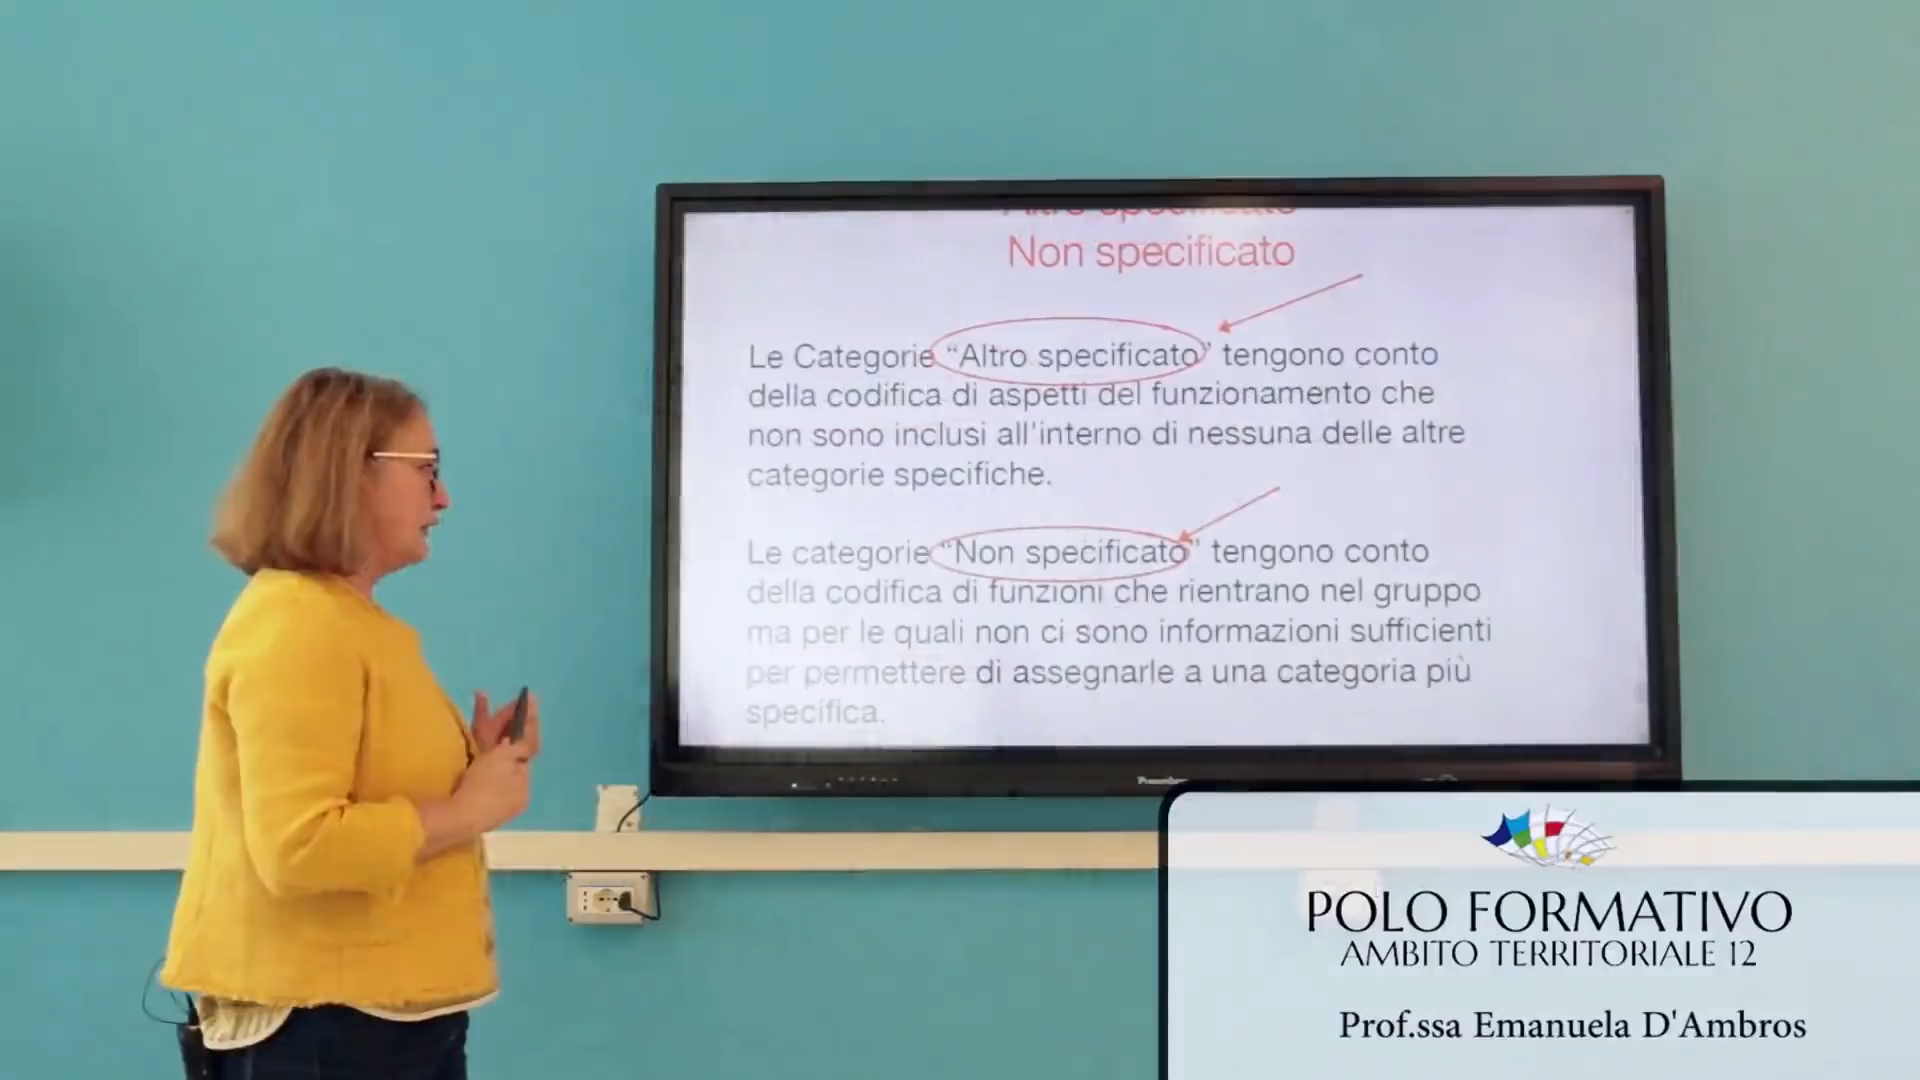 Altro specificato
Non specificato
Le Categorie “Altro specificato” tengono conto
della codifica di aspetti del funzionamento che
non sono inclusi all'interno di nessuna delle altre
categorie specifiche.
Le categorie “Non specificato” tengono conto
della codifica di funzioni che rientrano nel gruppo
ma per le quali non ci sono informazioni sufficienti
per permettere di assegnarle a una categoria più
specifica.
POLO FORMATIVO
AMBITO TERRITORIALE 12
Prof.ssa Emanuela D'Ambros